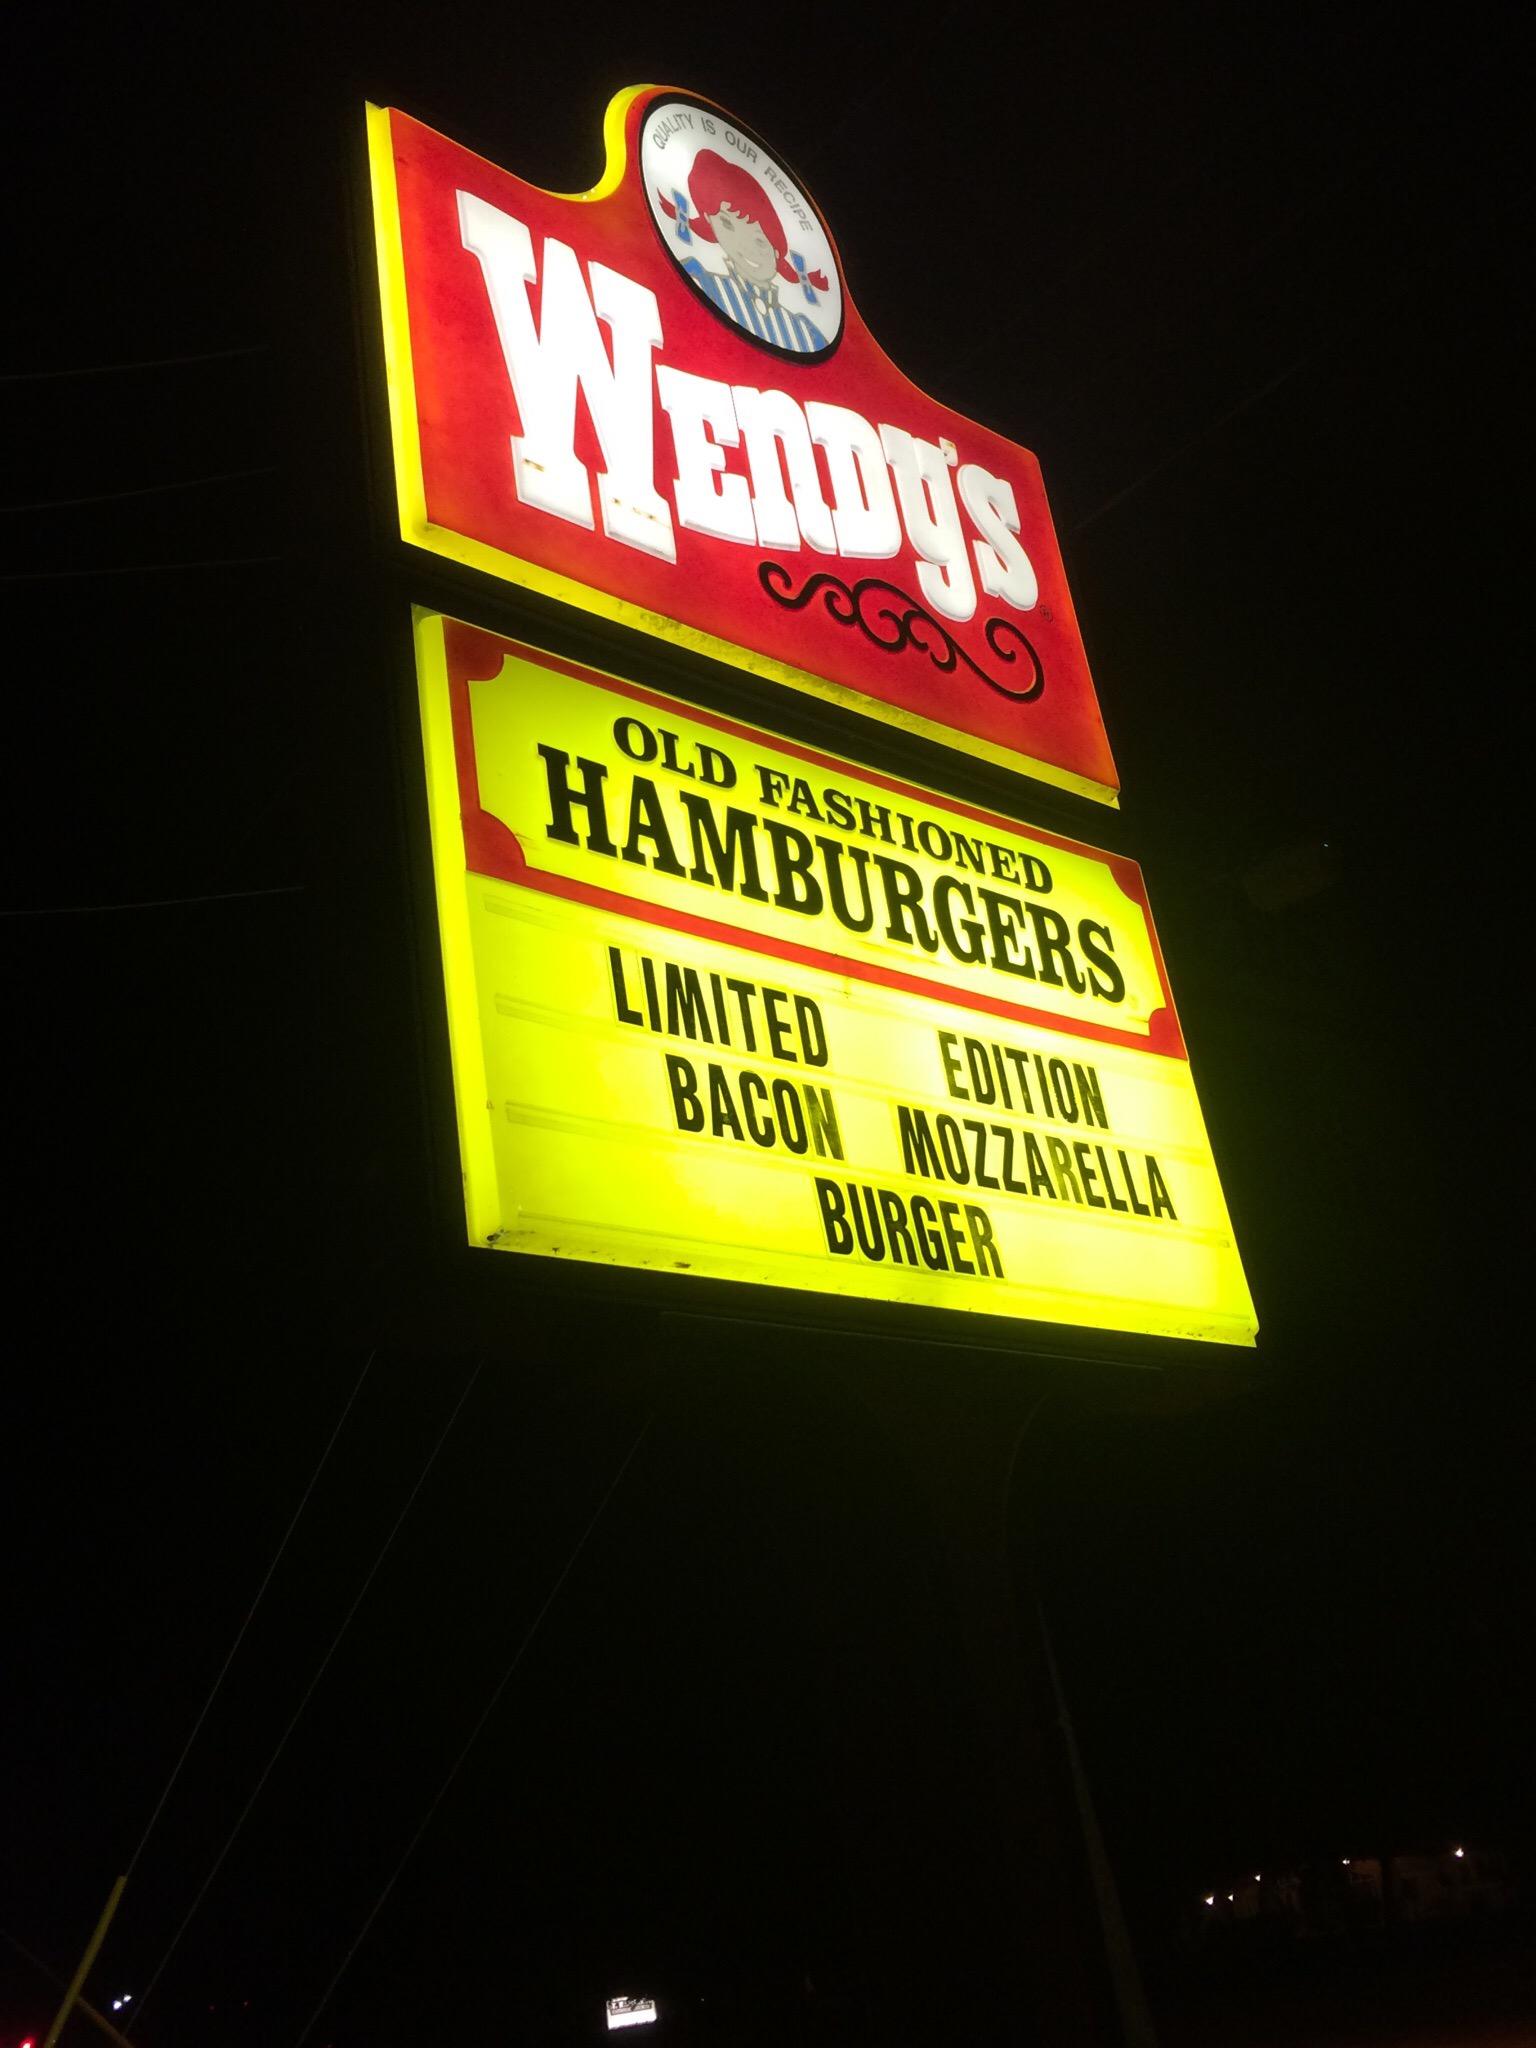 QUALITY IS OUR RECIPE
WENDY'S
®
OLD FASHIONED
HAMBURGERS
LIMITED EDITION
BACON MOZZARELLA
BURGER